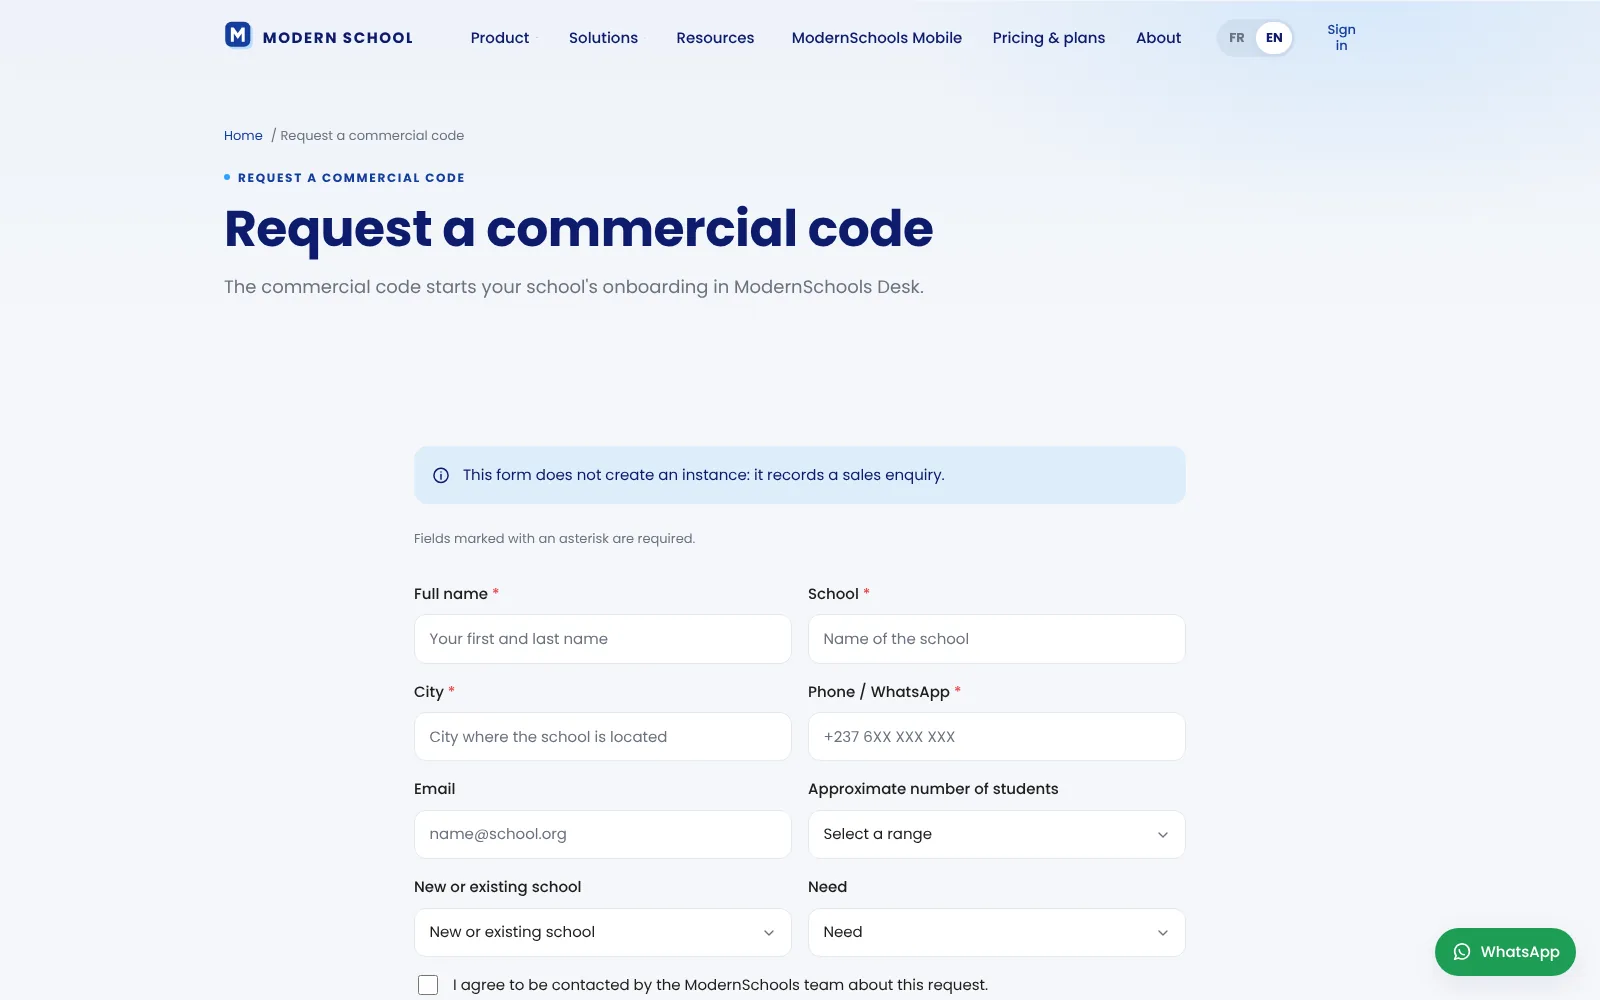 M MODERN SCHOOL
Product
Solutions
Resources
ModernSchools Mobile
Pricing & plans
About
FR
EN
Sign
in
Home / Request a commercial code
REQUEST A COMMERCIAL CODE
Request a commercial code
The commercial code starts your school's onboarding in ModernSchools Desk.
This form does not create an instance: it records a sales enquiry.
Fields marked with an asterisk are required.
Full name *
Your first and last name
School *
Name of the school
City *
City where the school is located
Phone / WhatsApp *
+237 6XX XXX XXX
Email
name@school.org
Approximate number of students
Select a range
New or existing school
New or existing school
Need
Need
I agree to be contacted by the ModernSchools team about this request.
WhatsApp